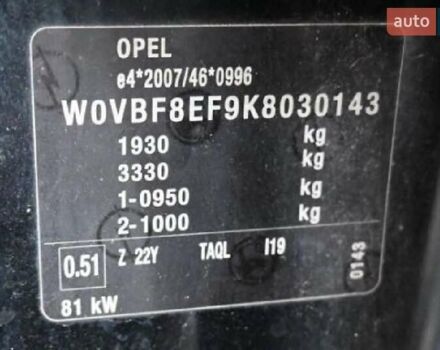 auto
OPEL
e4*2007/46*0996
W0VBF8EF9K8030143
1930 kg
3330 kg
1-0950 kg
2-1000 kg
0.51 Z 22Y TAQL I19 0143
81 kW